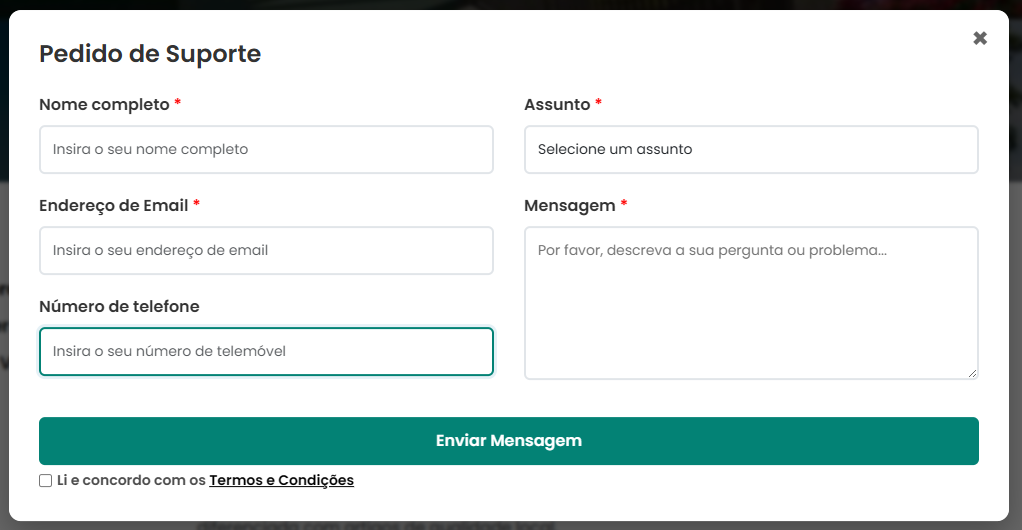 Pedido de Suporte
✖
Nome completo *
Insira o seu nome completo
Endereço de Email *
Insira o seu endereço de email
Número de telefone
Insira o seu número de telemóvel
Assunto *
Selecione um assunto
Mensagem *
Por favor, descreva a sua pergunta ou problema...
Enviar Mensagem
Li e concordo com os Termos e Condições